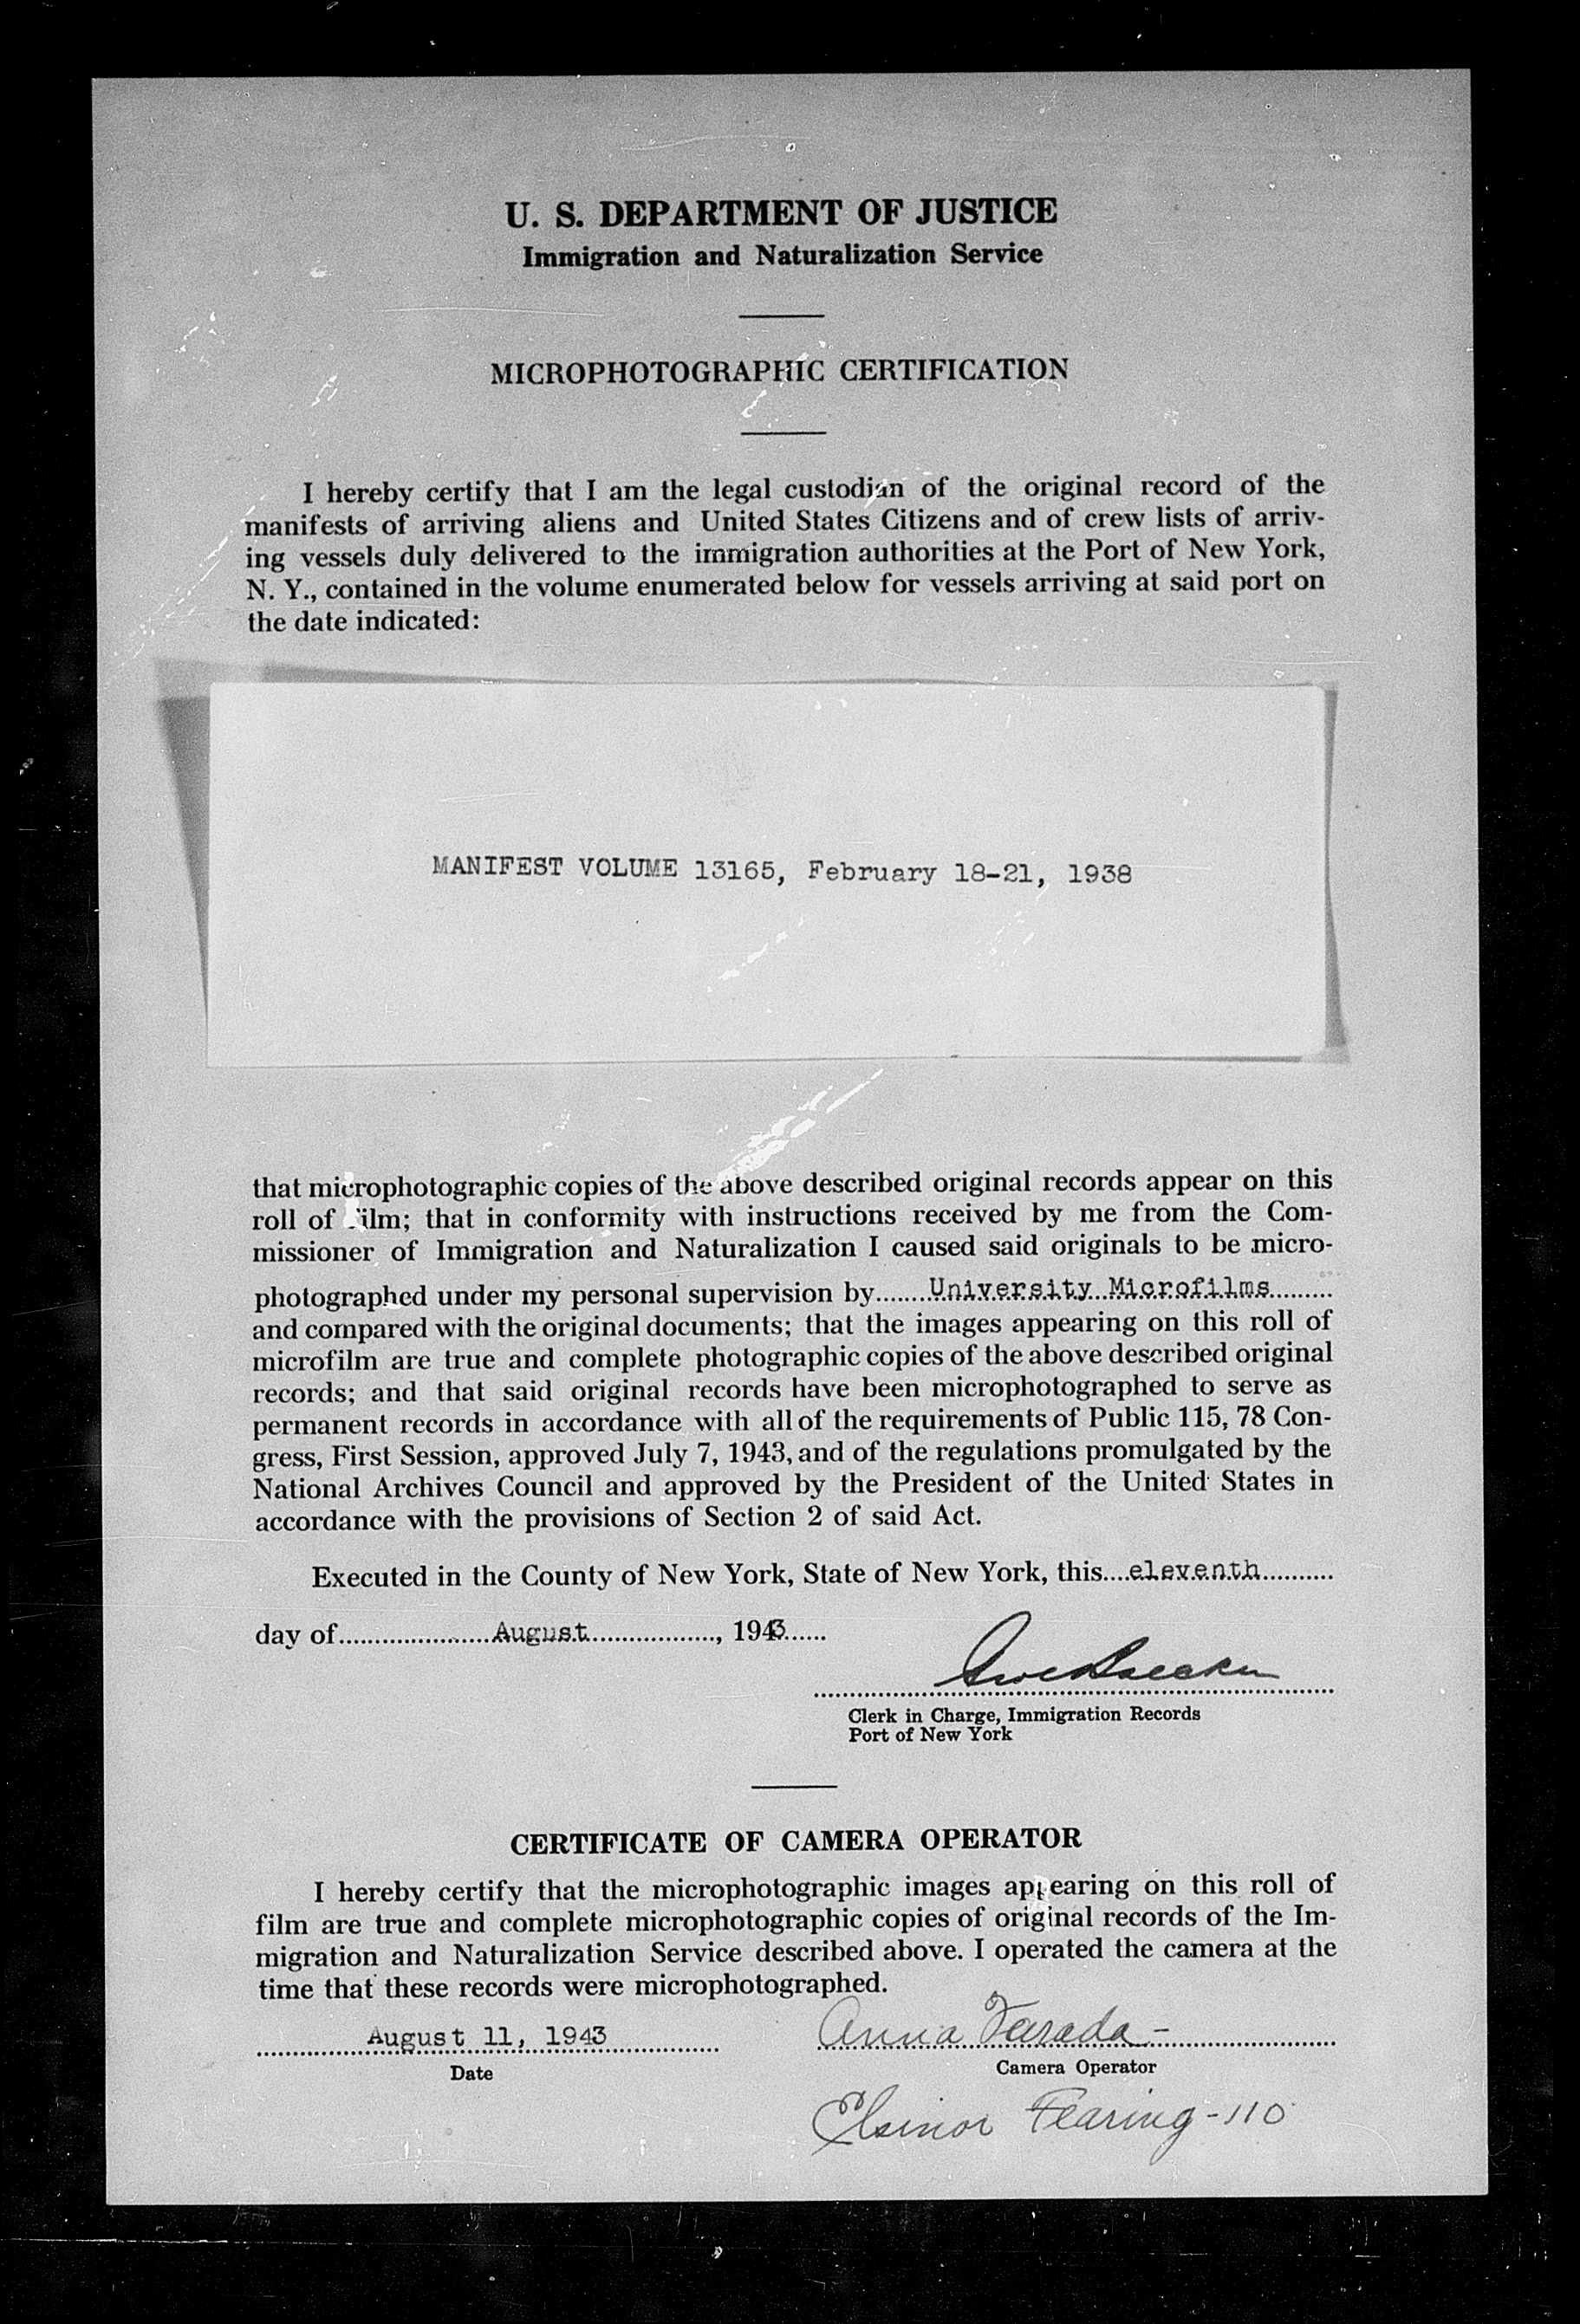 U. S. DEPARTMENT OF JUSTICE
Immigration and Naturalization Service
MICROPHOTOGRAPHIC CERTIFICATION
I hereby certify that I am the legal custodian of the original record of the
manifests of arriving aliens and United States Citizens and of crew lists of arriv-
ing vessels duly delivered to the immigration authorities at the Port of New York,
N. Y., contained in the volume enumerated below for vessels arriving at said port on
the date indicated:
MANIFEST VOLUME 13165, February 18-21, 1938
that microphotographic copies of the above described original records appear on this
roll of film; that in conformity with instructions received by me from the Com-
missioner of Immigration and Naturalization I caused said originals to be micro-
photographed under my personal supervision by University Microfilms
and compared with the original documents; that the images appearing on this roll of
microfilm are true and complete photographic copies of the above described original
records; and that said original records have been microphotographed to serve as
permanent records in accordance with all of the requirements of Public 115, 78 Con-
gress, First Session, approved July 7, 1943, and of the regulations promulgated by the
National Archives Council and approved by the President of the United States in
accordance with the provisions of Section 2 of said Act.
Executed in the County of New York, State of New York, this eleventh
day of August, 1943
Clerk in Charge, Immigration Records
Port of New York
CERTIFICATE OF CAMERA OPERATOR
I hereby certify that the microphotographic images appearing on this roll of
film are true and complete microphotographic copies of original records of the Im-
migration and Naturalization Service described above. I operated the camera at the
time that these records were microphotographed.
August 11, 1943 Anna
Date Camera Operator
Elsinor Fearing - 110